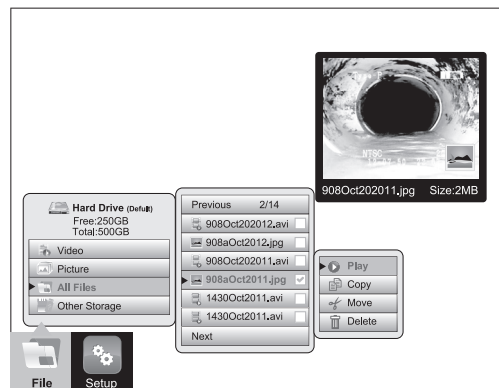 NTSC
908Oct202011.jpg Size:2MB
Hard Drive (Defult)
Free:250GB
Total:500GB
Video
Picture
All Files
Other Storage
File
Setup
Previous 2/14
908Oct202012.avi
908aOct2012.jpg
908Oct202011.avi
908aOct2011.jpg
1430Oct2011.avi
1430Oct2011.avi
Next
Play
Copy
Move
Delete